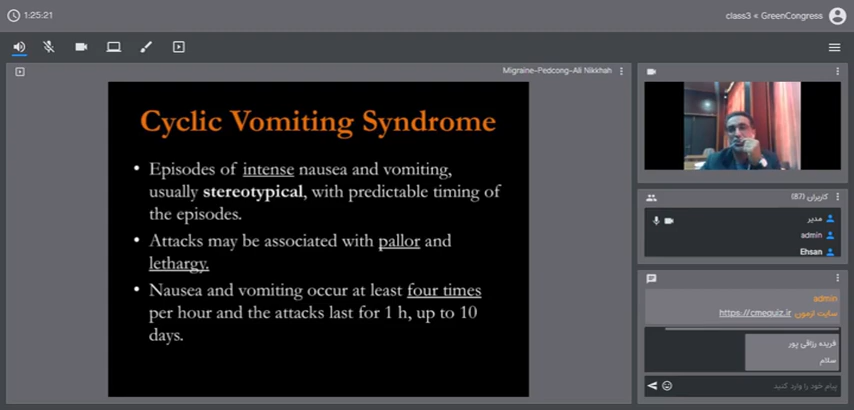 1:25:21
class3 « GreenCongress
Migraine-Pedcong-Ali Nikkhah
Cyclic Vomiting Syndrome
• Episodes of intense nausea and vomiting,
usually stereotypical, with predictable timing of
the episodes.
• Attacks may be associated with pallor and
lethargy.
• Nausea and vomiting occur at least four times
per hour and the attacks last for 1 h, up to 10
days.
کاربران (87)
مدیر
admin
Ehsan
admin
سایت ازمون https://cmequiz.ir
فریده رزاقی پور
سلام
پیام خود را وارد کنید